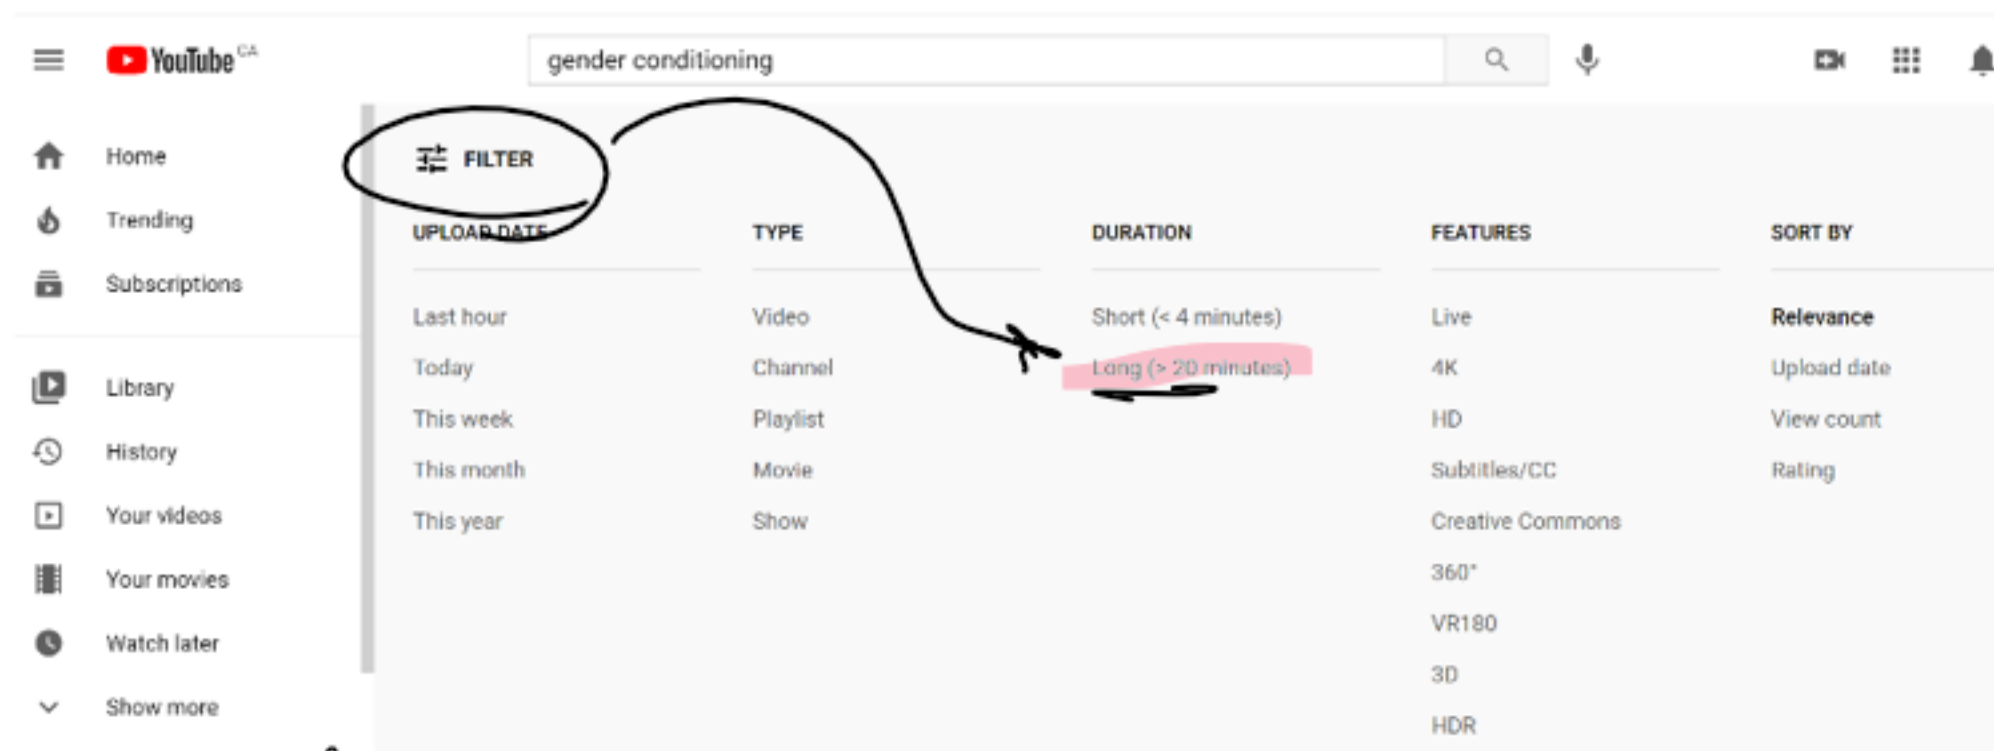 YouTube CA
gender conditioning
Home
Trending
Subscriptions
Library
History
Your videos
Your movies
Watch later
Show more
FILTER
UPLOAD DATE
Last hour
Today
This week
This month
This year
TYPE
Video
Channel
Playlist
Movie
Show
DURATION
Short (< 4 minutes)
Long (> 20 minutes)
FEATURES
Live
4K
HD
Subtitles/CC
Creative Commons
360°
VR180
3D
HDR
SORT BY
Relevance
Upload date
View count
Rating